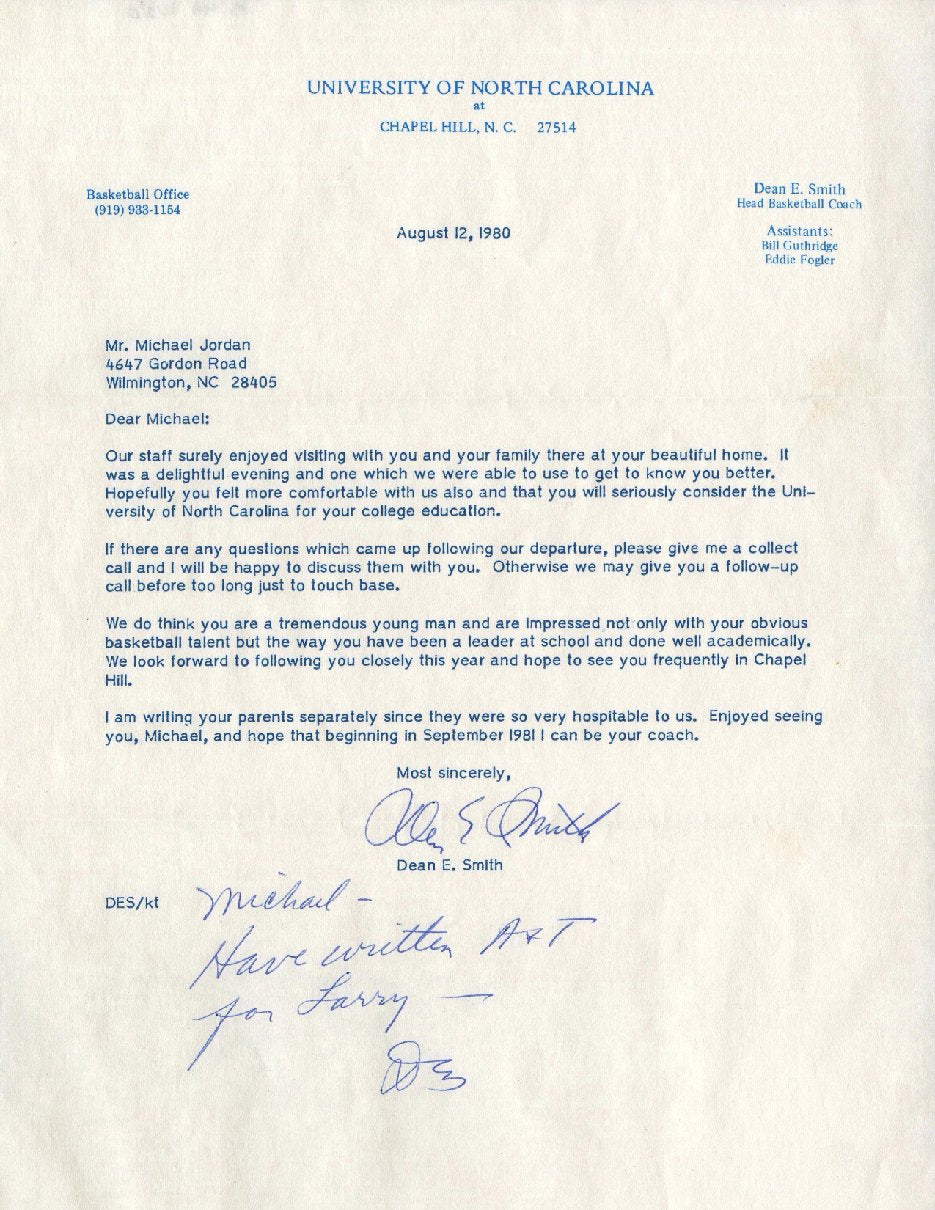 UNIVERSITY OF NORTH CAROLINA
at
CHAPEL HILL, N. C. 27514
Basketball Office
(919) 933-1154
Dean E. Smith
Head Basketball Coach
Assistants:
Bill Guthridge
Eddie Fogler
August 12, 1980
Mr. Michael Jordan
4647 Gordon Road
Wilmington, NC 28405
Dear Michael:
Our staff surely enjoyed visiting with you and your family there at your beautiful home. It
was a delightful evening and one which we were able to use to get to know you better.
Hopefully you felt more comfortable with us also and that you will seriously consider the Uni-
versity of North Carolina for your college education.
If there are any questions which came up following our departure, please give me a collect
call and I will be happy to discuss them with you. Otherwise we may give you a follow-up
call before too long just to touch base.
We do think you are a tremendous young man and are impressed not only with your obvious
basketball talent but the way you have been a leader at school and done well academically.
We look forward to following you closely this year and hope to see you frequently in Chapel
Hill.
I am writing your parents separately since they were so very hospitable to us. Enjoyed seeing
you, Michael, and hope that beginning in September 1981 I can be your coach.
Most sincerely,
Dean E Smith
Dean E. Smith
DES/kt
Michael -
Have written A&T
for Larry -
DES